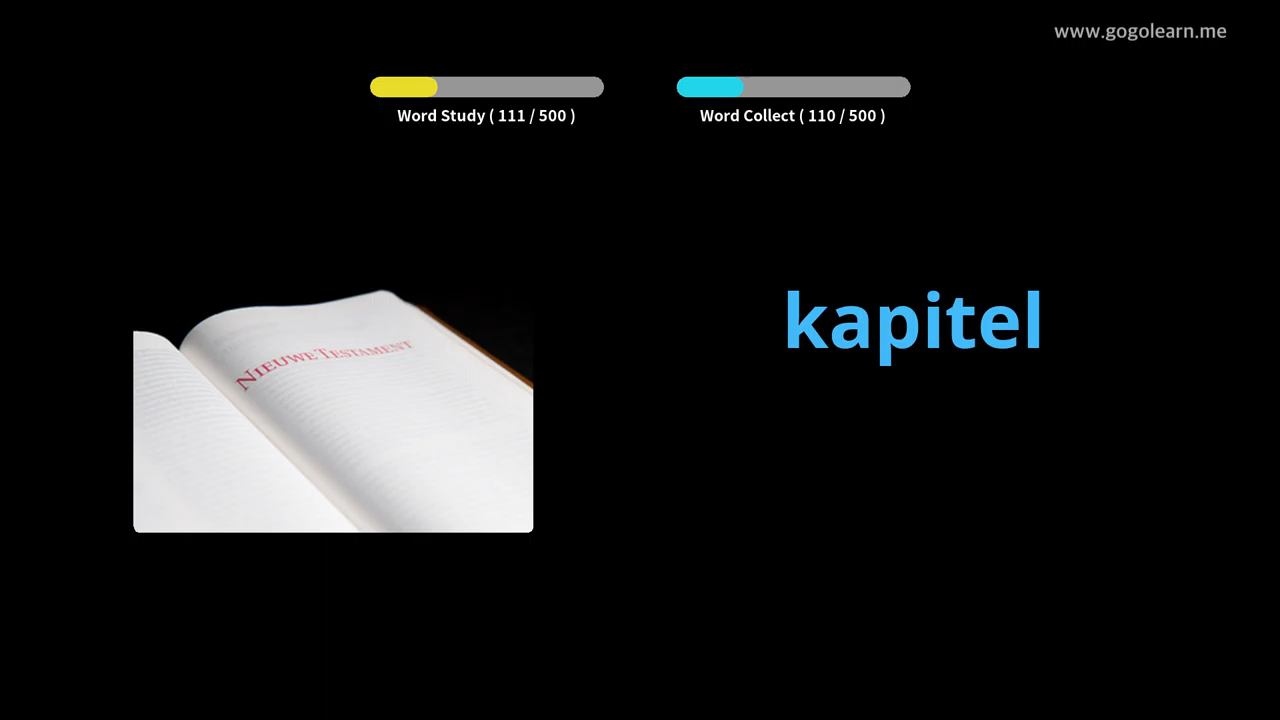 www.gogolearn.me
Word Study ( 111 / 500 )
Word Collect ( 110 / 500 )
NIEUWE TESTAMENT
kapitel